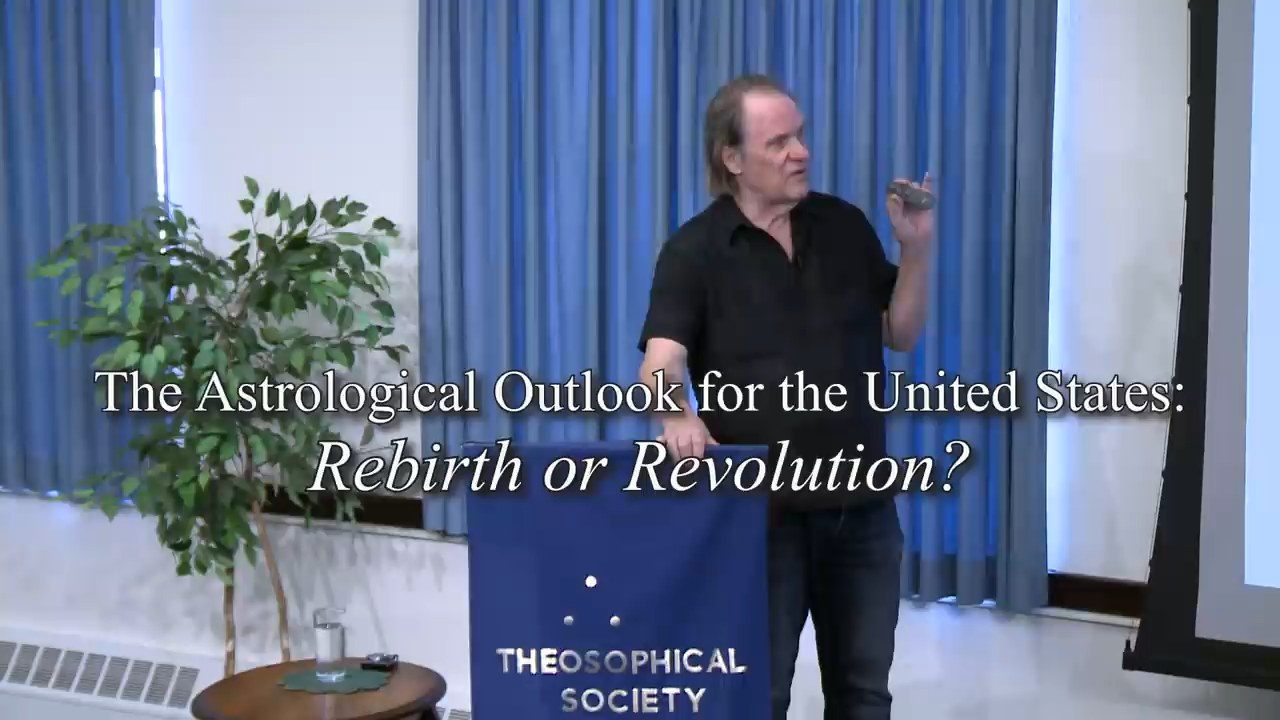 The Astrological Outlook for the United States:
Rebirth or Revolution?
THEOSOPHICAL
SOCIETY